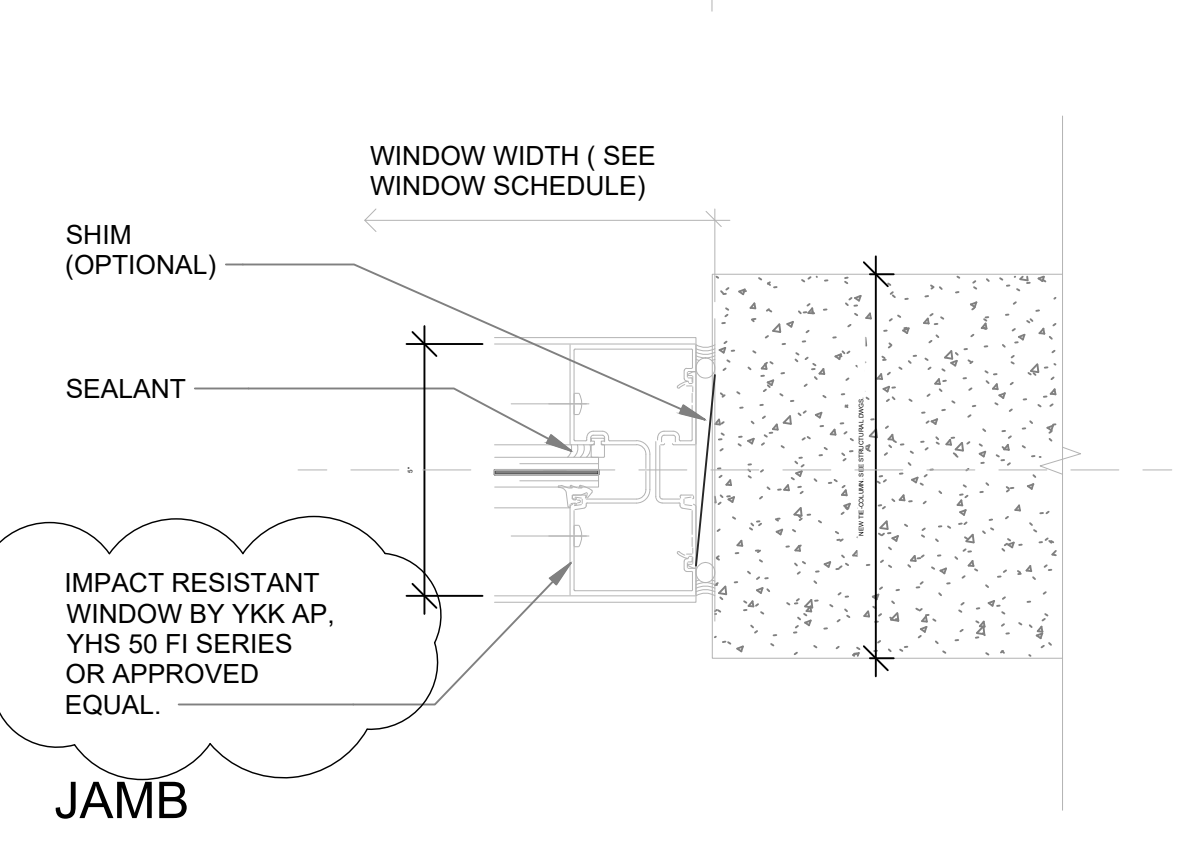 WINDOW WIDTH ( SEE
WINDOW SCHEDULE)
SHIM
(OPTIONAL)
SEALANT
5"
NEW TIE-COLUMN. SEE STRUCTURAL DWGS.
IMPACT RESISTANT
WINDOW BY YKK AP,
YHS 50 FI SERIES
OR APPROVED
EQUAL.
JAMB